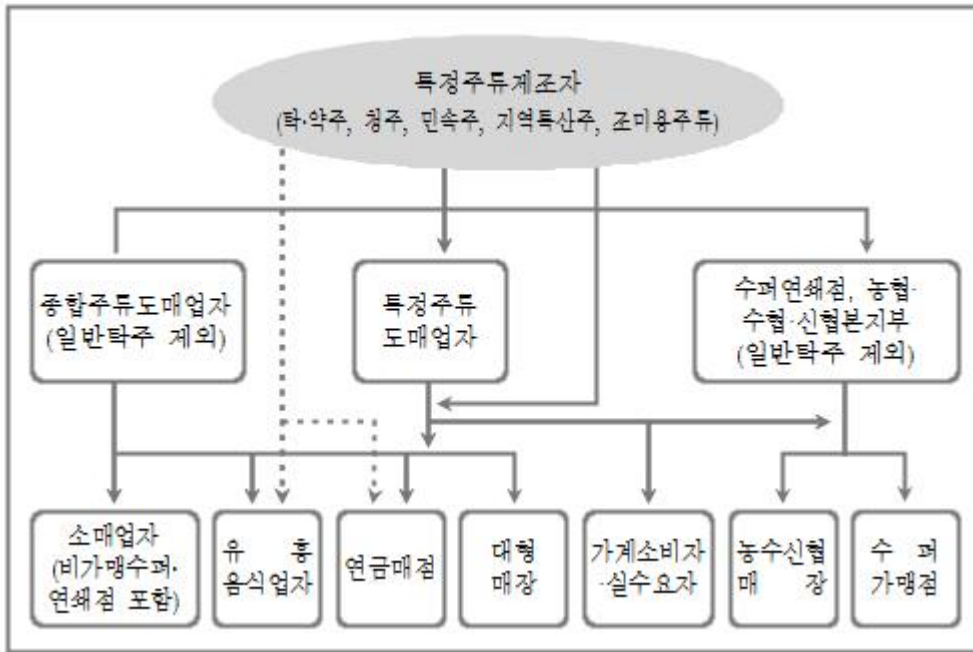 특정주류제조자
(탁·약주, 청주, 민속주, 지역특산주, 조미용주류)
종합주류도매업자
(일반탁주 제외)
특정주류
도매업자
수퍼연쇄점, 농협·
수협·신협본지부
(일반탁주 제외)
소매업자
(비가맹수퍼·
연쇄점 포함)
유 흥
음식업자
연금매점
대형
매장
가계소비자
·실수요자
농수신협
매 장
수 퍼
가맹점